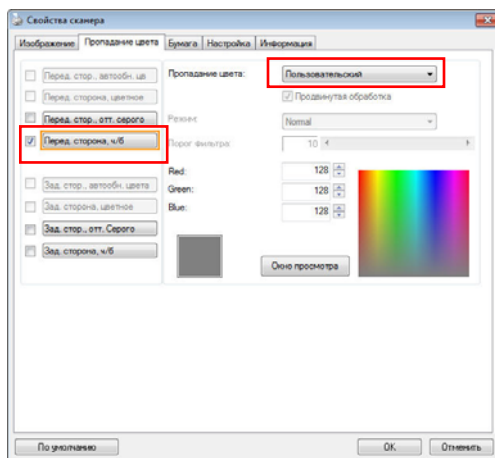 Свойства сканера
Изображение Пропадание цвета Бумага Настройка Информация
Перед. стор., автообн. цв
Перед. сторона, цветное
Перед. стор., отт. серого
Перед. сторона, ч/б
Зад. стор., автообн. цвета
Зад. сторона, цветное
Зад. стор., отт. Серого
Зад. сторона, ч/б
Пропадание цвета: Пользовательский
Продвинутая обработка
Режим: Normal
Порог фильтра: 10
Red: 128
Green: 128
Blue: 128
Окно просмотра
По умолчанию OK Отменить